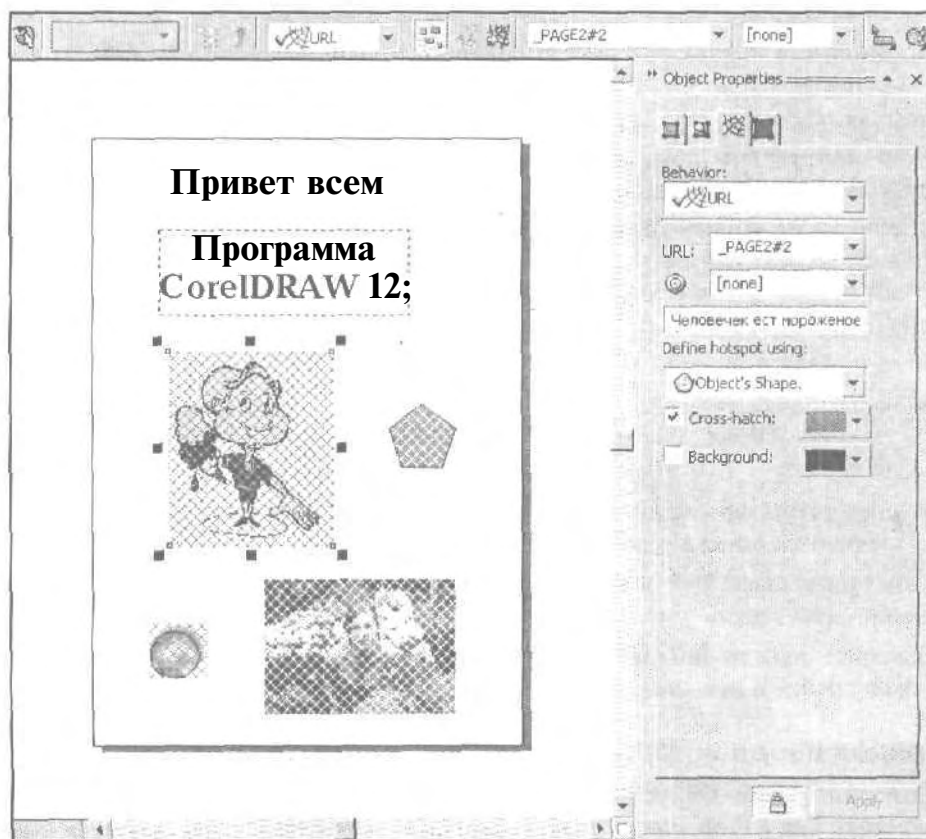 URL _PAGE2#2 [none]
Object Properties
Привет всем
Программа
CorelDRAW 12;
Behavior:
URL
URL: _PAGE2#2
[none]
Человечек ест мороженое
Define hotspot using:
Object's Shape.
Cross-hatch:
Background:
Apply